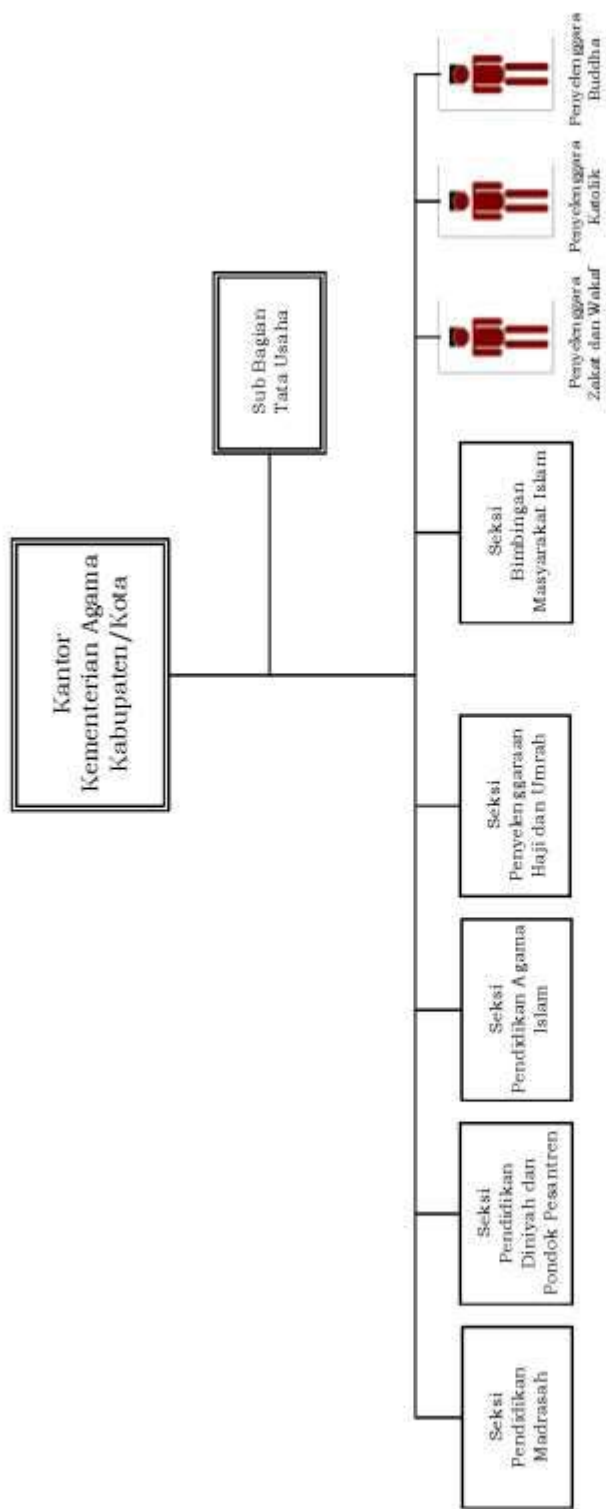 Kantor
Kementerian Agama
Kabupaten/Kota
Sub Bagian
Tata Usaha
Seksi
Pendidikan
Madrasah
Seksi
Pendidikan
Diniyah dan
Pondok Pesantren
Seksi
Pendidikan Agama
Islam
Seksi
Penyelenggaraan
Haji dan Umrah
Seksi
Bimbingan
Masyarakat Islam
Penyelenggara
Zakat dan Wakaf
Penyelenggara
Katolik
Penyelenggara
Buddha